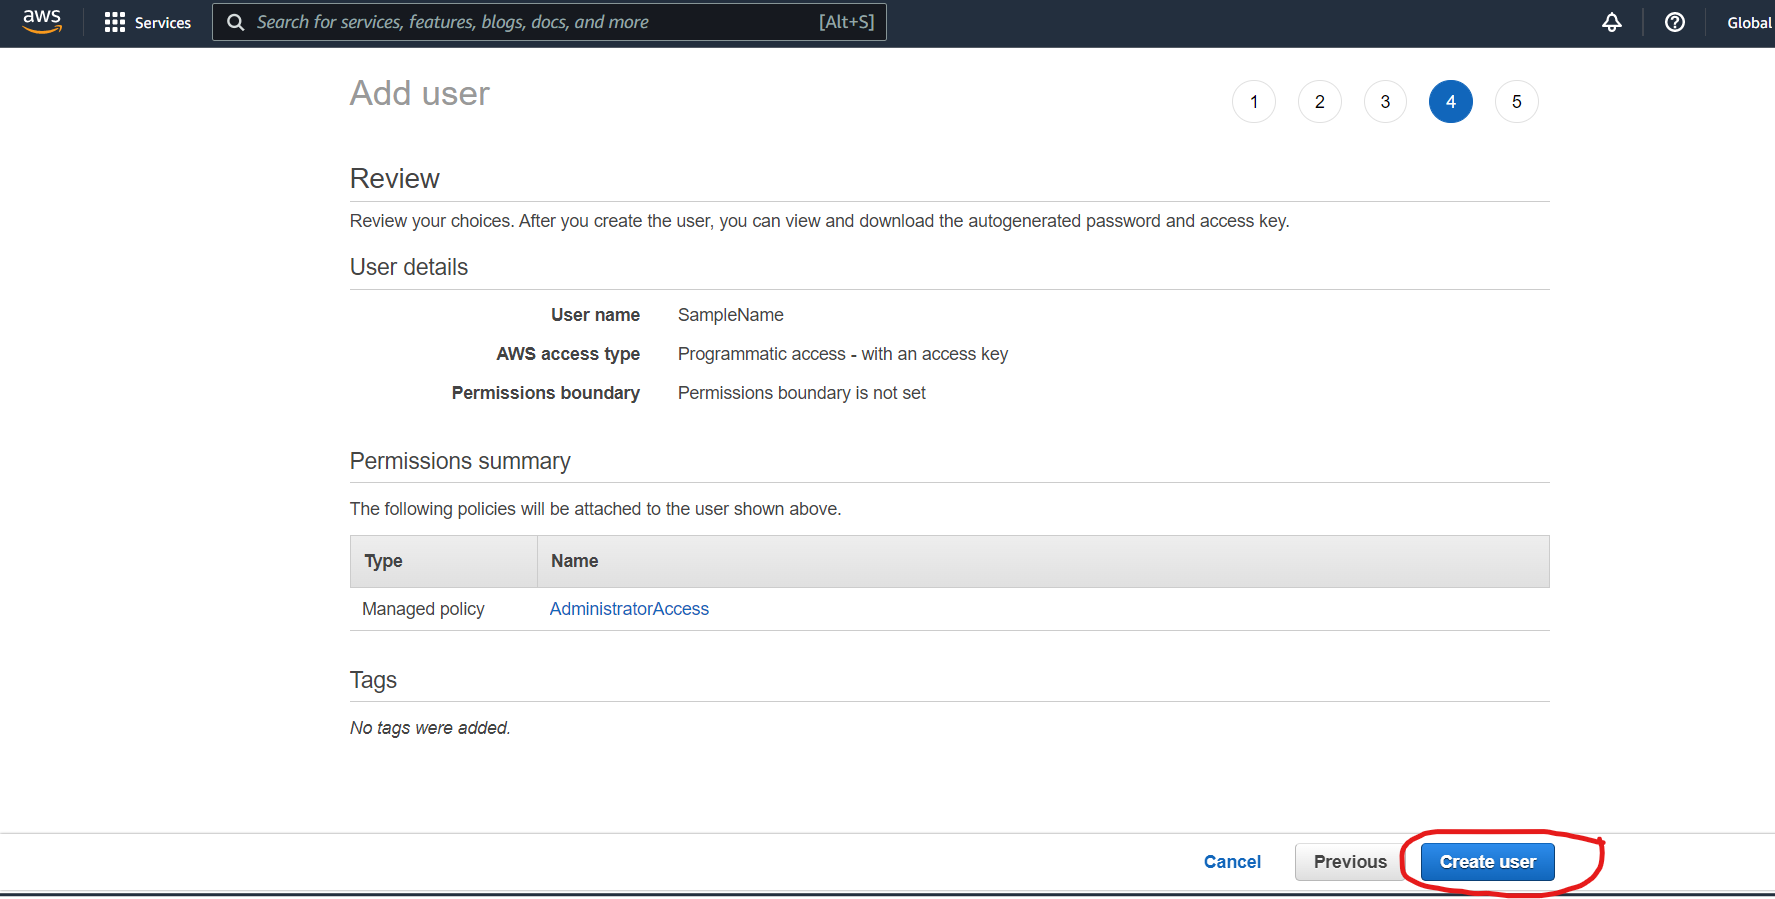 aws Services Search for services, features, blogs, docs, and more [Alt+S] Global
Add user 1 2 3 4 5
Review
Review your choices. After you create the user, you can view and download the autogenerated password and access key.
User details
User name SampleName
AWS access type Programmatic access - with an access key
Permissions boundary Permissions boundary is not set
Permissions summary
The following policies will be attached to the user shown above.
Type Name
Managed policy AdministratorAccess
Tags
No tags were added.
Cancel Previous Create user